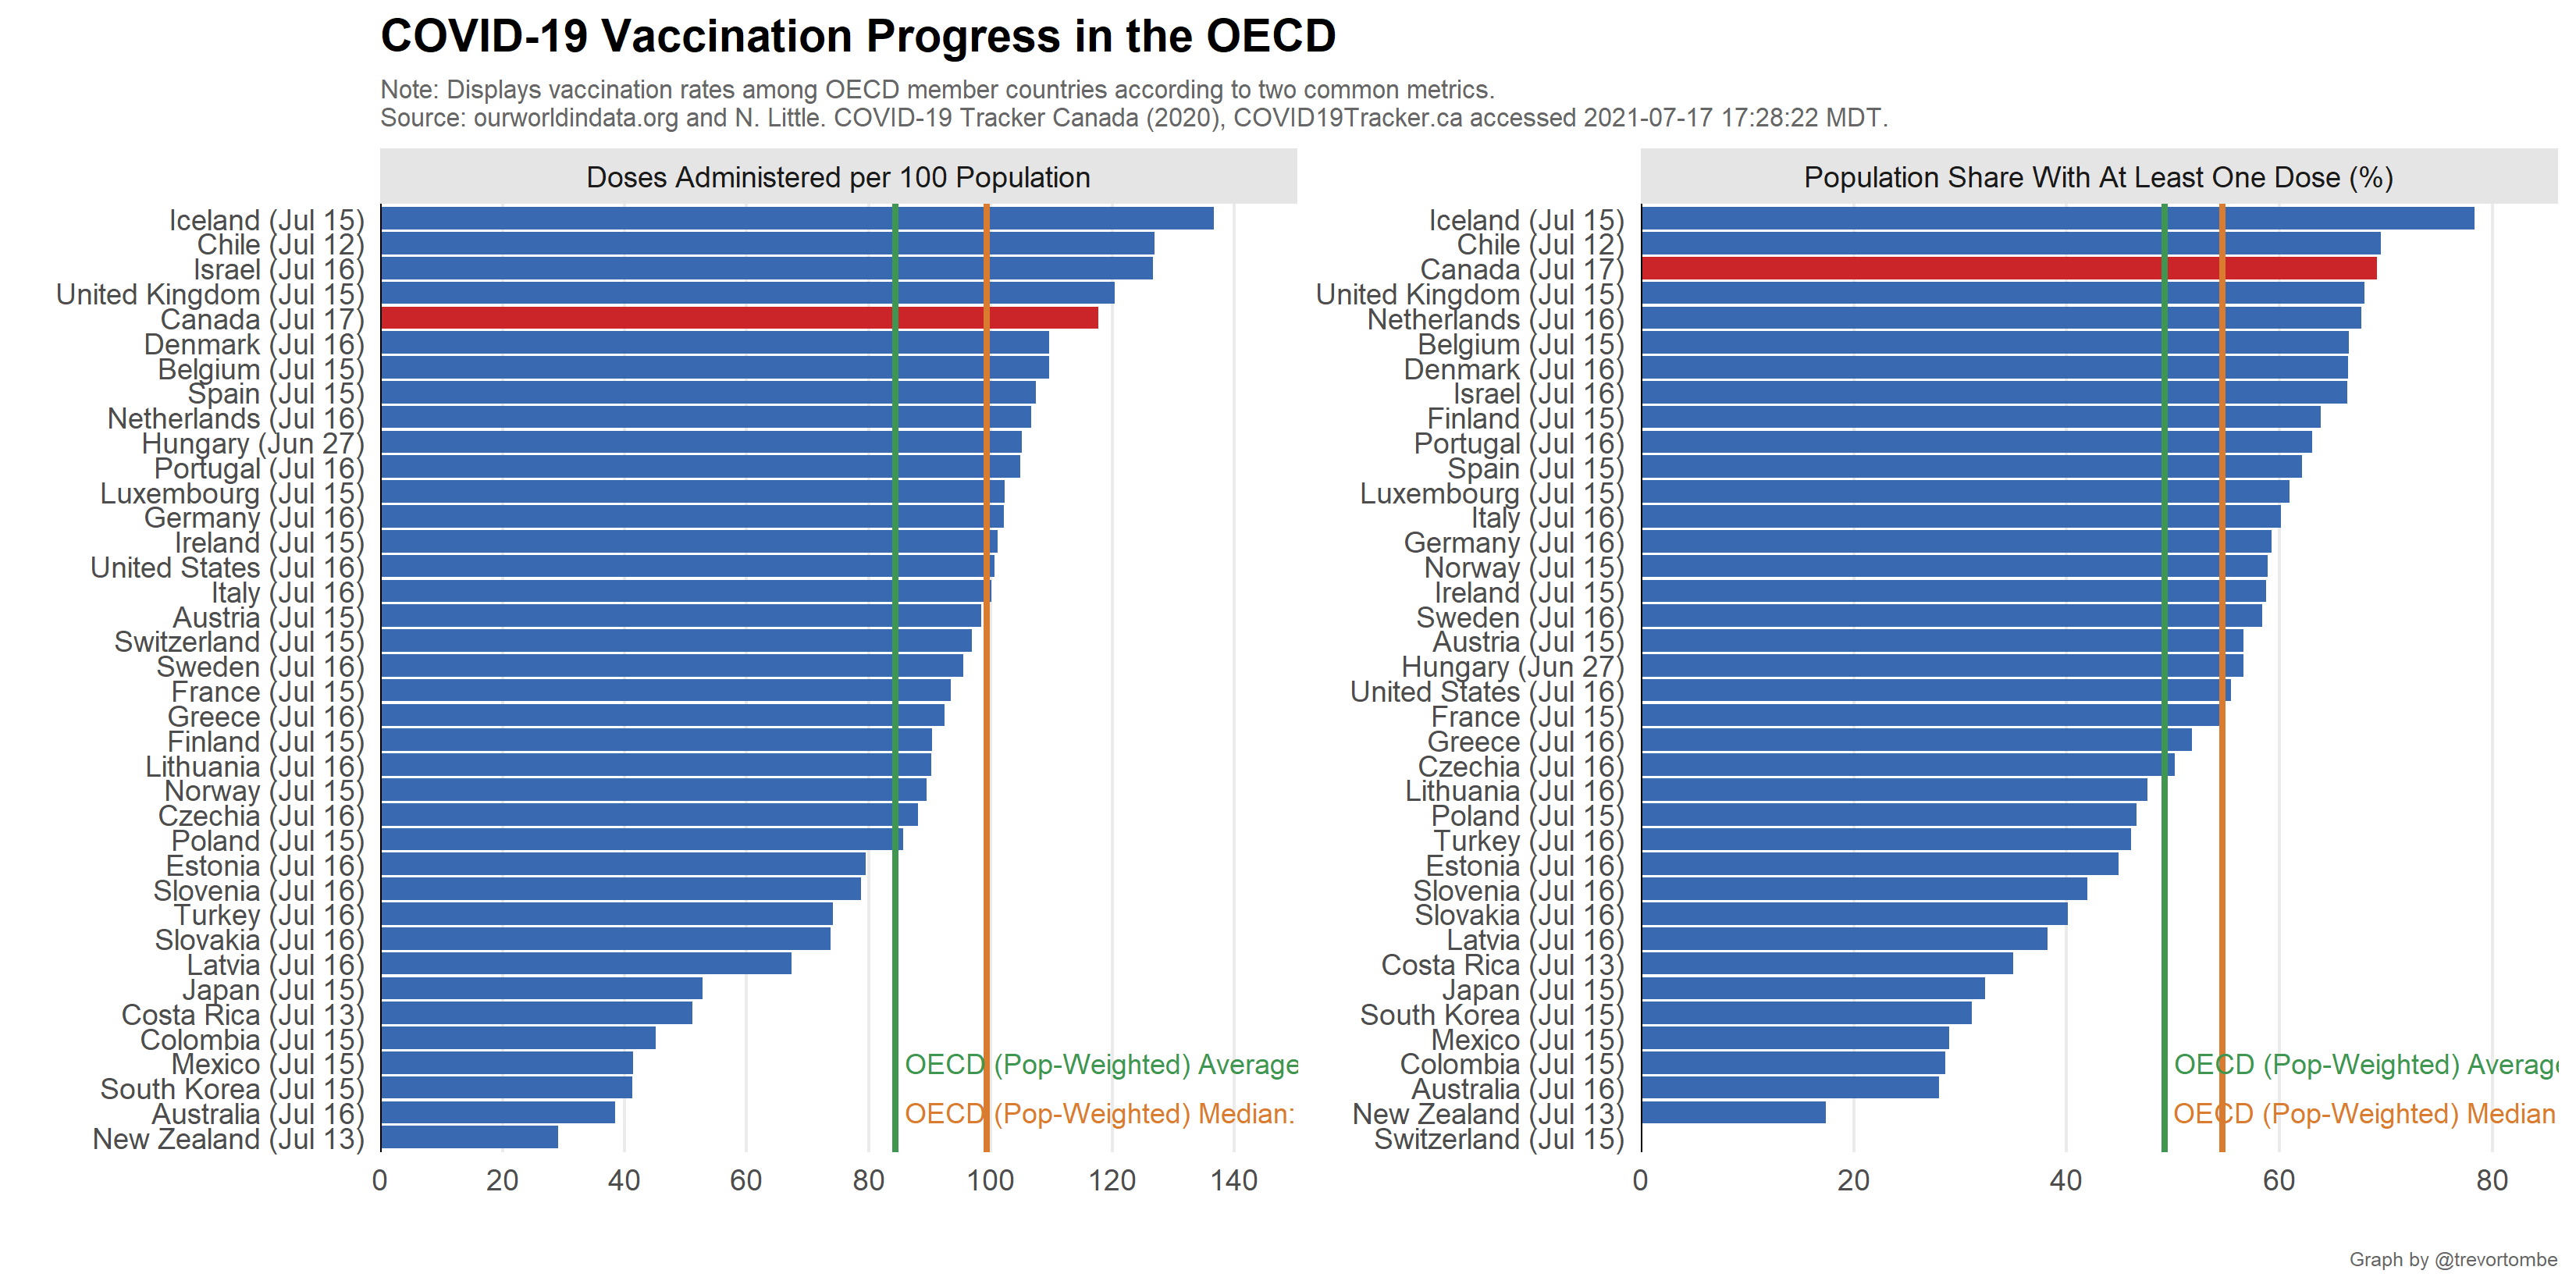 COVID-19 Vaccination Progress in the OECD
Note: Displays vaccination rates among OECD member countries according to two common metrics.
Source: ourworldindata.org and N. Little. COVID-19 Tracker Canada (2020), COVID19Tracker.ca accessed 2021-07-17 17:28:22 MDT.
Doses Administered per 100 Population
Iceland (Jul 15)
Chile (Jul 12)
Israel (Jul 16)
United Kingdom (Jul 15)
Canada (Jul 17)
Denmark (Jul 16)
Belgium (Jul 15)
Spain (Jul 15)
Netherlands (Jul 16)
Hungary (Jun 27)
Portugal (Jul 16)
Luxembourg (Jul 15)
Germany (Jul 16)
Ireland (Jul 15)
United States (Jul 16)
Italy (Jul 16)
Austria (Jul 15)
Switzerland (Jul 15)
Sweden (Jul 16)
France (Jul 15)
Greece (Jul 16)
Finland (Jul 15)
Lithuania (Jul 16)
Norway (Jul 15)
Czechia (Jul 16)
Poland (Jul 15)
Estonia (Jul 16)
Slovenia (Jul 16)
Turkey (Jul 16)
Slovakia (Jul 16)
Latvia (Jul 16)
Japan (Jul 15)
Costa Rica (Jul 13)
Colombia (Jul 15)
Mexico (Jul 15)
South Korea (Jul 15)
Australia (Jul 16)
New Zealand (Jul 13)
OECD (Pop-Weighted) Average
OECD (Pop-Weighted) Median:
0 20 40 60 80 100 120 140
Population Share With At Least One Dose (%)
Iceland (Jul 15)
Chile (Jul 12)
Canada (Jul 17)
United Kingdom (Jul 15)
Netherlands (Jul 16)
Belgium (Jul 15)
Denmark (Jul 16)
Israel (Jul 16)
Finland (Jul 15)
Portugal (Jul 16)
Spain (Jul 15)
Luxembourg (Jul 15)
Italy (Jul 16)
Germany (Jul 16)
Norway (Jul 15)
Ireland (Jul 15)
Sweden (Jul 16)
Austria (Jul 15)
Hungary (Jun 27)
United States (Jul 16)
France (Jul 15)
Greece (Jul 16)
Czechia (Jul 16)
Lithuania (Jul 16)
Poland (Jul 15)
Turkey (Jul 16)
Estonia (Jul 16)
Slovenia (Jul 16)
Slovakia (Jul 16)
Latvia (Jul 16)
Costa Rica (Jul 13)
Japan (Jul 15)
South Korea (Jul 15)
Mexico (Jul 15)
Colombia (Jul 15)
Australia (Jul 16)
New Zealand (Jul 13)
Switzerland (Jul 15)
OECD (Pop-Weighted) Average
OECD (Pop-Weighted) Median
0 20 40 60 80
Graph by @trevortombe